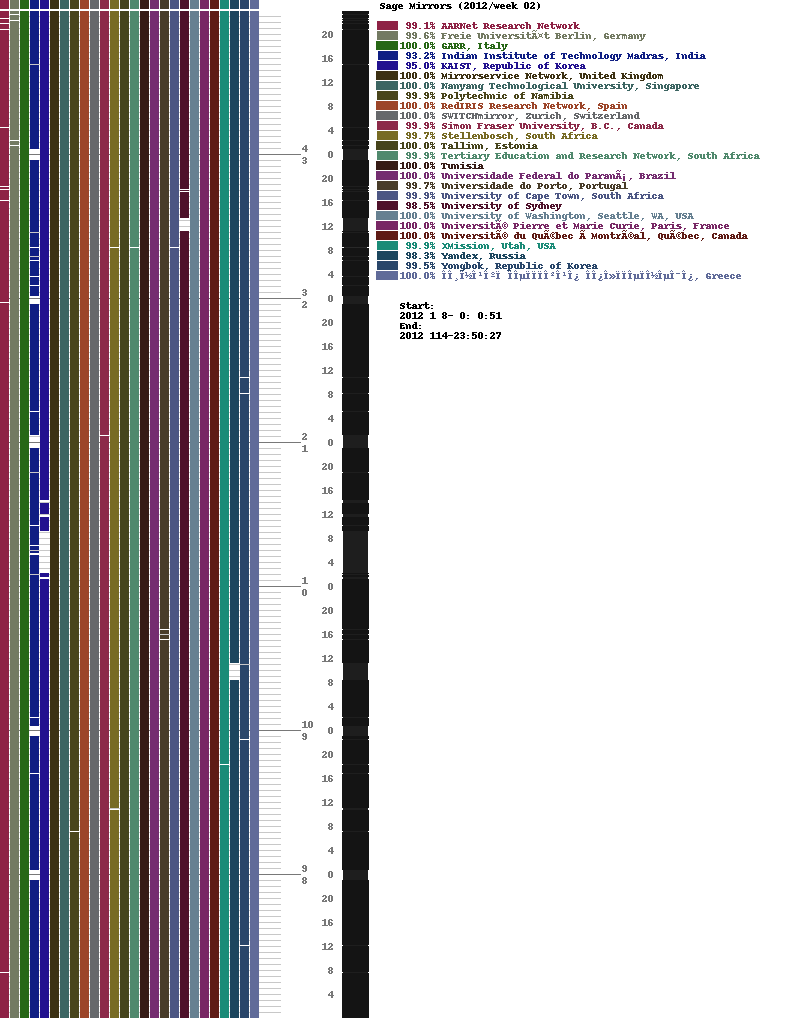 Sage Mirrors (2012/week 02)
99.1% AARNet Research Network
99.6% Freie UniversitÃ¤t Berlin, Germany
100.0% GARR, Italy
93.2% Indian Institute of Technology Madras, India
95.0% KAIST, Republic of Korea
100.0% Mirrorservice Network, United Kingdom
100.0% Nanyang Technological University, Singapore
99.9% Polytechnic of Namibia
100.0% RedIRIS Research Network, Spain
100.0% SWITCHmirror, Zurich, Switzerland
99.9% Simon Fraser University, B.C., Canada
99.7% Stellenbosch, South Africa
100.0% Tallinn, Estonia
99.9% Tertiary Education and Research Network, South Africa
100.0% Tunisia
100.0% Universidade Federal do ParanÃ¡, Brazil
99.7% Universidade do Porto, Portugal
99.9% University of Cape Town, South Africa
98.5% University of Sydney
100.0% University of Washington, Seattle, WA, USA
100.0% UniversitÃ© Pierre et Marie Curie, Paris, France
100.0% UniversitÃ© du QuÃ©bec Ã MontrÃ©al, QuÃ©bec, Canada
99.9% XMission, Utah, USA
98.3% Yandex, Russia
99.5% Yongbok, Republic of Korea
100.0% Greece
Start:
2012 1 8- 0: 0:51
End:
2012 114-23:50:27
20
16
12
8
4
4
0
3
20
16
12
8
4
3
0
2
20
16
12
8
4
2
0
1
20
16
12
8
4
1
0
0
20
16
12
8
4
10
0
9
20
16
12
8
4
9
0
8
20
16
12
8
4